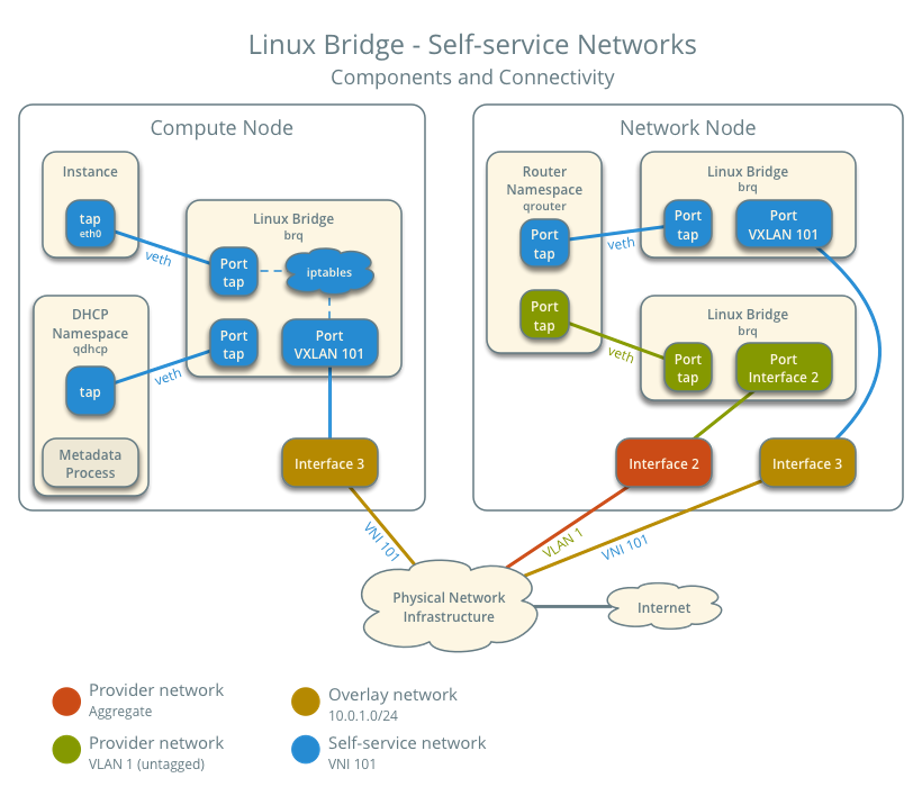 Linux Bridge - Self-service Networks
Components and Connectivity
Compute Node
Instance
tap
eth0
veth
DHCP
Namespace
qdhcp
tap
veth
Metadata
Process
Linux Bridge
brq
Port
tap
iptables
Port
tap
Port
VXLAN 101
Interface 3
VNI 101
Network Node
Router
Namespace
qrouter
Port
tap
veth
Port
tap
veth
Linux Bridge
brq
Port
tap
Port
VXLAN 101
Linux Bridge
brq
Port
tap
Port
Interface 2
Interface 2
Interface 3
VLAN 1
VNI 101
Physical Network
Infrastructure
Internet
Provider network
Aggregate
Overlay network
10.0.1.0/24
Provider network
VLAN 1 (untagged)
Self-service network
VNI 101